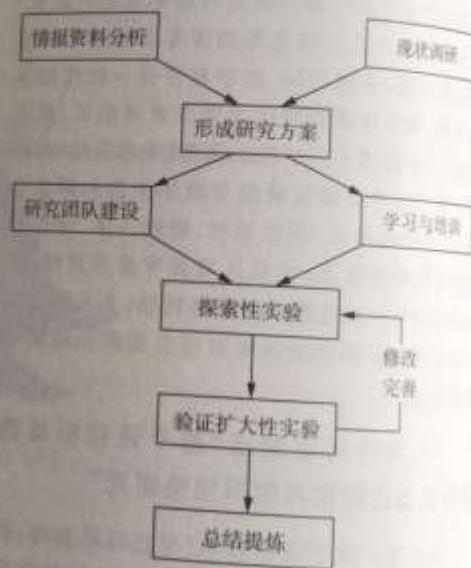 情报资料分析
现状调研
形成研究方案
研究团队建设
学习与培训
探索性实验
修改
完善
验证扩大性实验
总结提炼